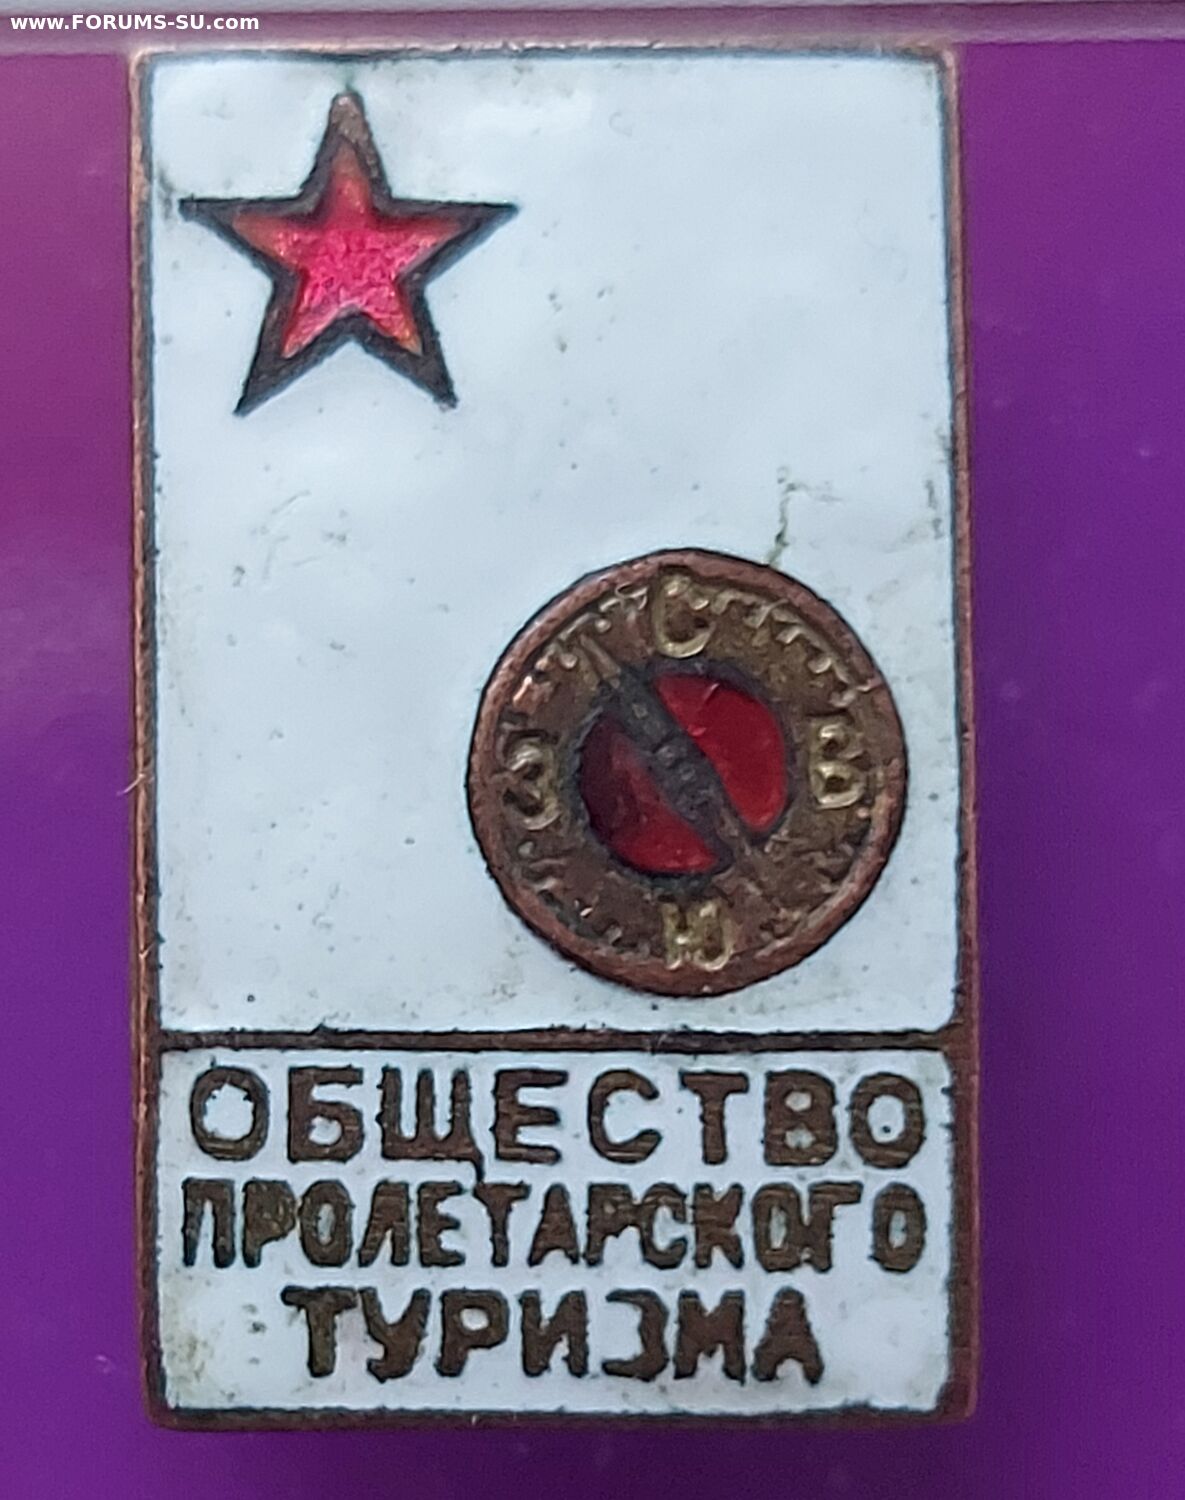 www.FORUMS-SU.com
С
З В
Ю
ОБЩЕСТВО
ПРОЛЕТАРСКОГО
ТУРИЗМА